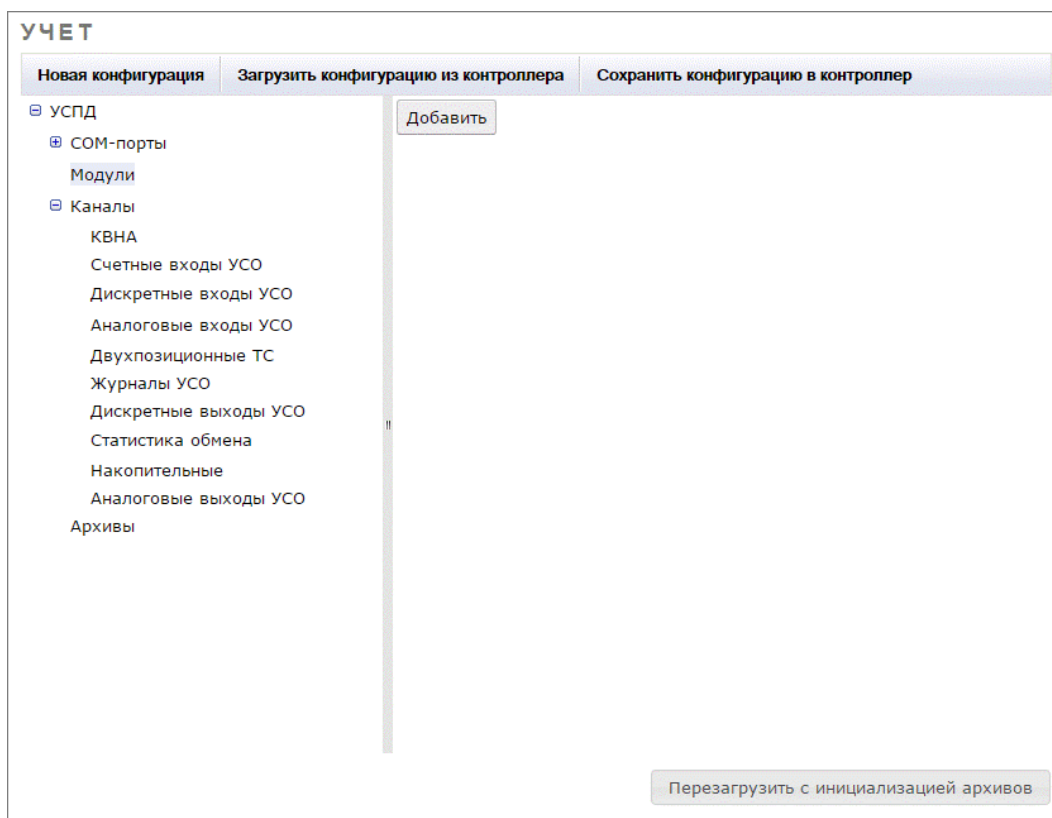 УЧЕТ
Новая конфигурация Загрузить конфигурацию из контроллера Сохранить конфигурацию в контроллер
УСПД
COM-порты
Модули
Каналы
КВНА
Счетные входы УСО
Дискретные входы УСО
Аналоговые входы УСО
Двухпозиционные ТС
Журналы УСО
Дискретные выходы УСО
Статистика обмена
Накопительные
Аналоговые выходы УСО
Архивы
Добавить
Перезагрузить с инициализацией архивов